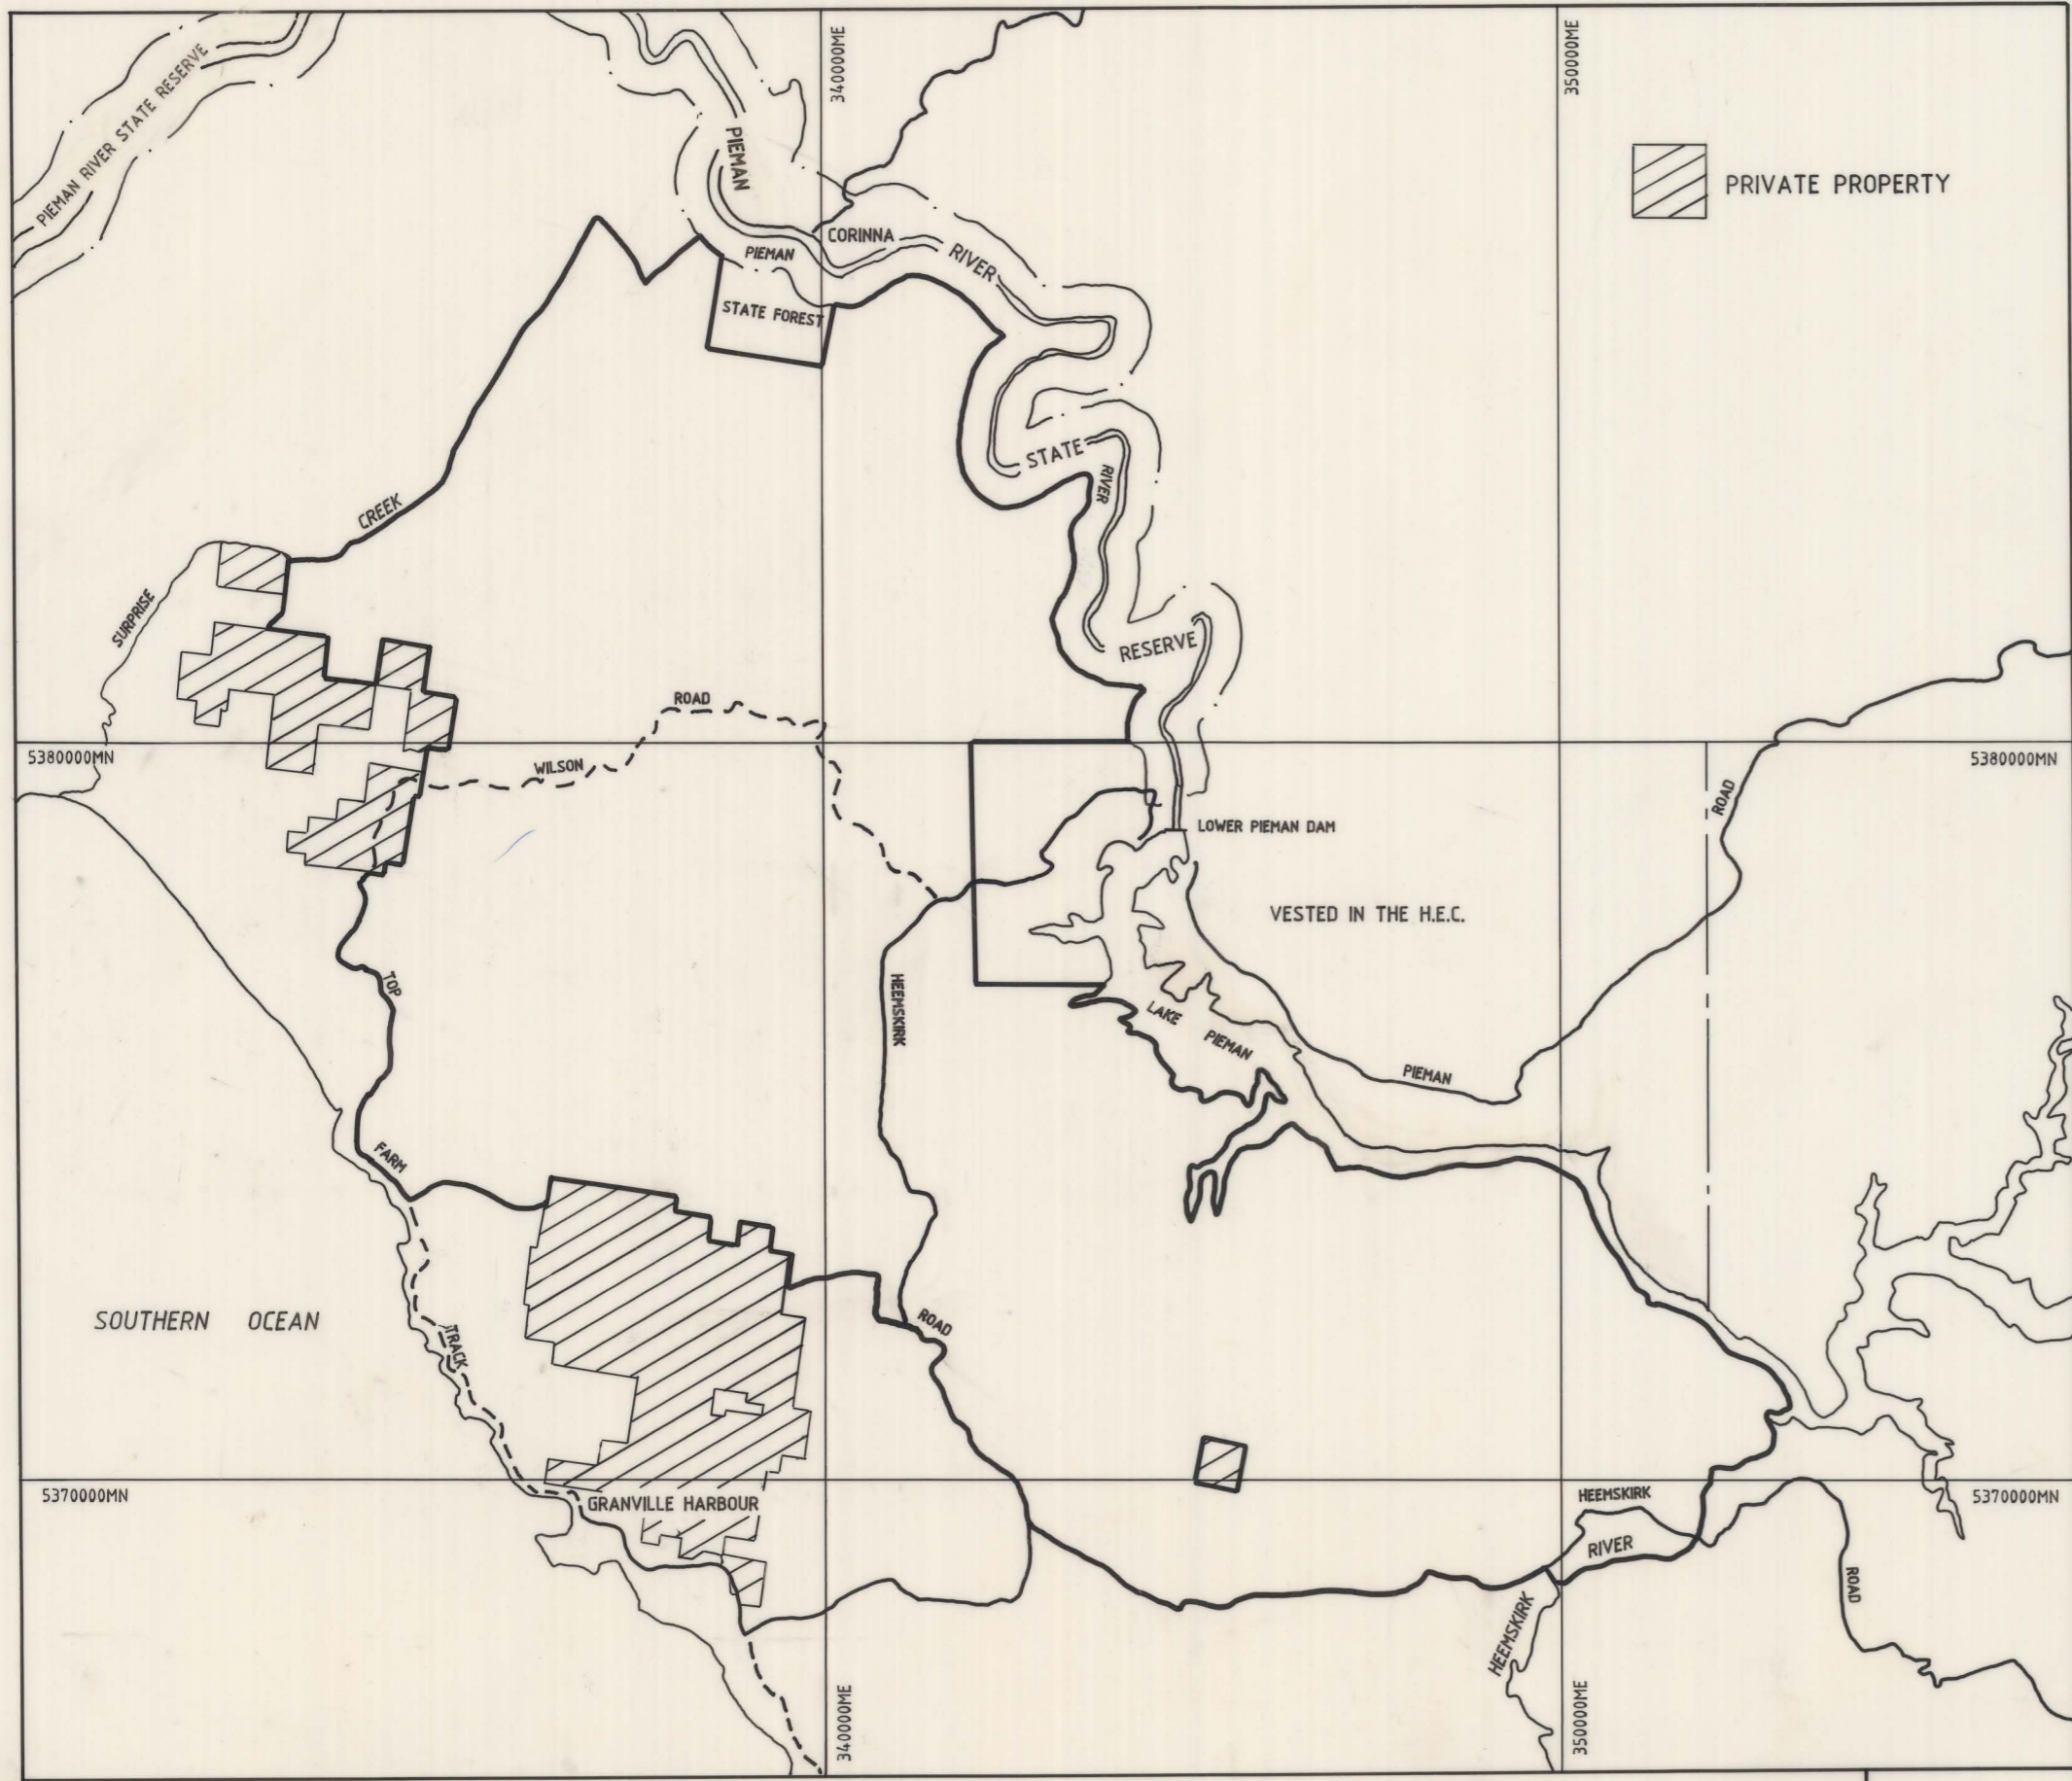 340000ME
350000ME
PIEMAN RIVER STATE RESERVE
PIEMAN
PRIVATE PROPERTY
CORINNA
PIEMAN
RIVER
STATE FOREST
STATE
RIVER
CREEK
SURPRISE
RESERVE
ROAD
5380000MN
WILSON
5380000MN
ROAD
LOWER PIEMAN DAM
VESTED IN THE H.E.C.
TOP
HEEMSKIRK
LAKE
PIEMAN
PIEMAN
FARM
SOUTHERN OCEAN
ROAD
TRACK
5370000MN
GRANVILLE HARBOUR
HEEMSKIRK
5370000MN
RIVER
ROAD
HEEMSKIRK
340000ME
350000ME